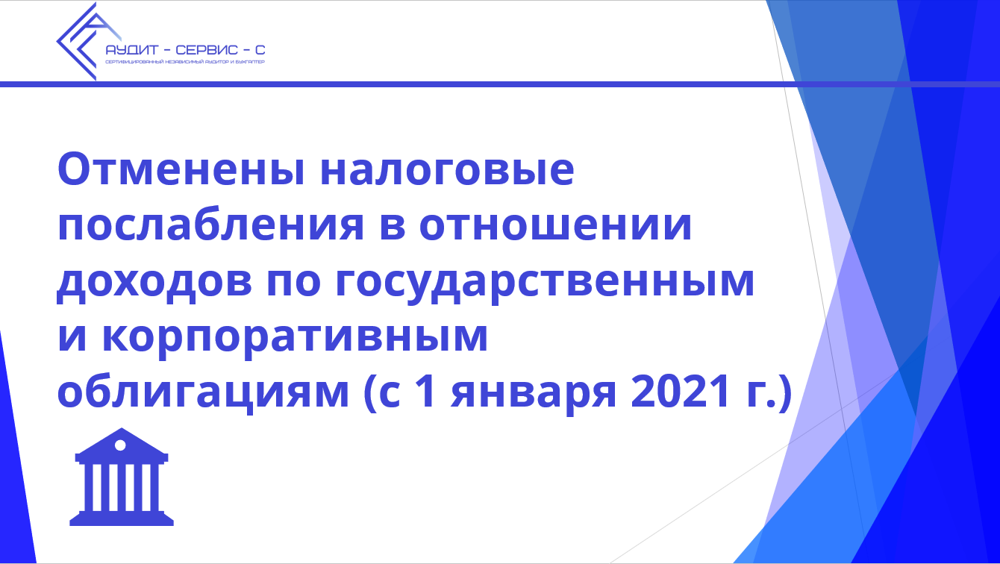 АУДИТ - СЕРВИС - С
СЕРТИФИЦИРОВАННЫЙ НЕЗАВИСИМЫЙ АУДИТОР И БУХГАЛТЕР
Отменены налоговые
послабления в отношении
доходов по государственным
и корпоративным
облигациям (с 1 января 2021 г.)